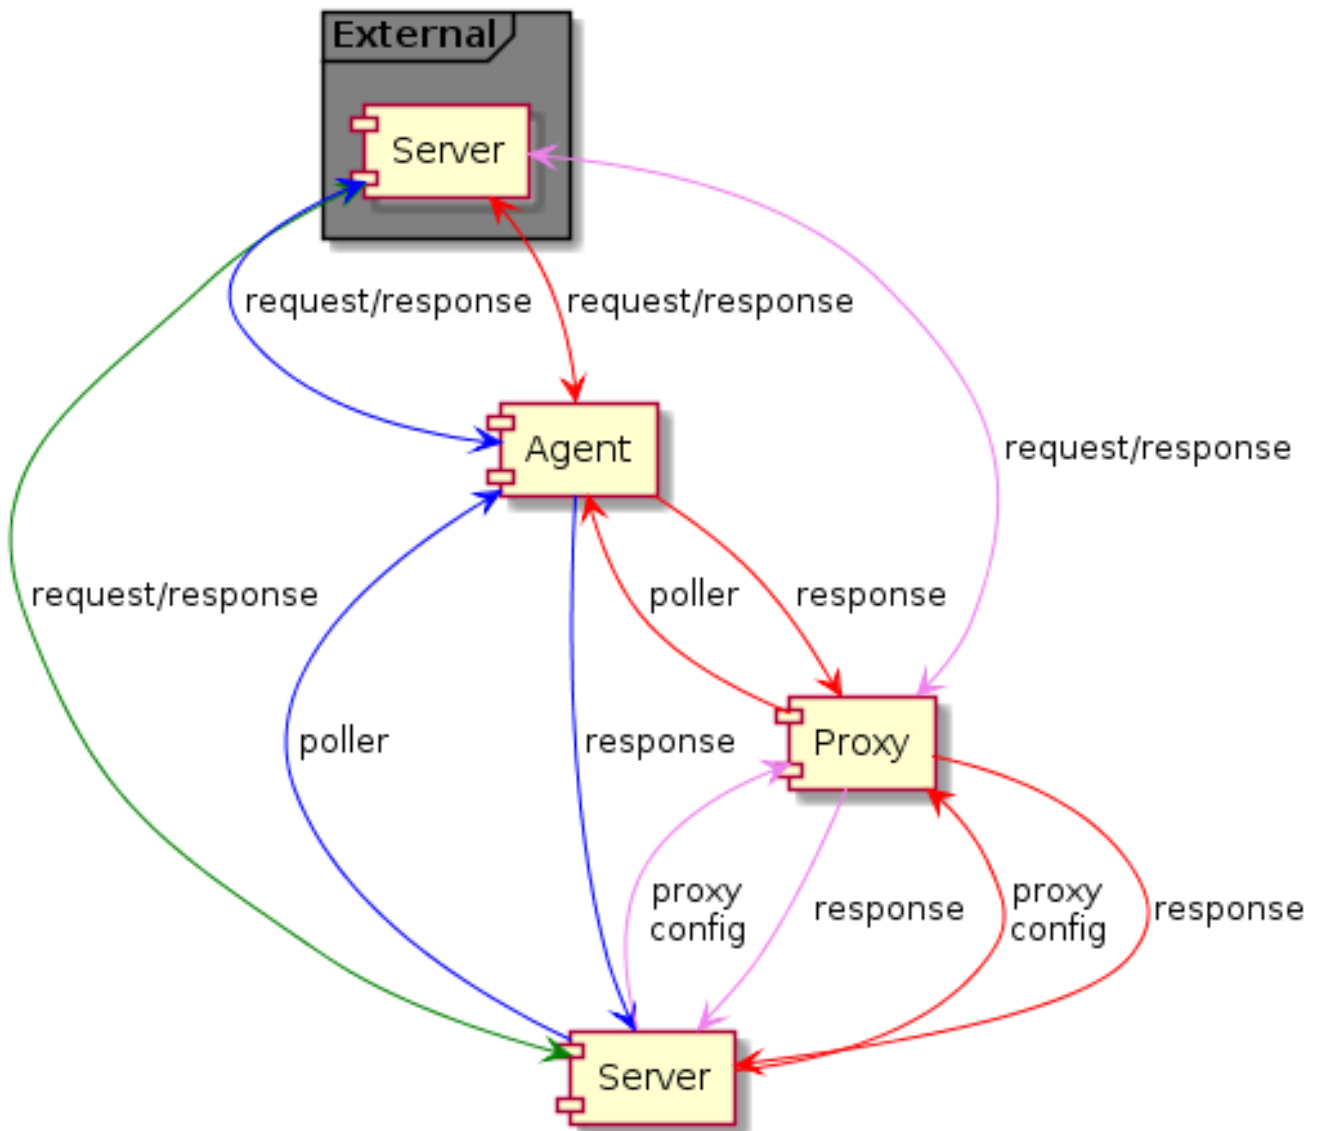 External
Server
request/response
request/response
Agent
request/response
request/response
poller
response
poller
response
Proxy
proxy
config
response
proxy
config
response
Server